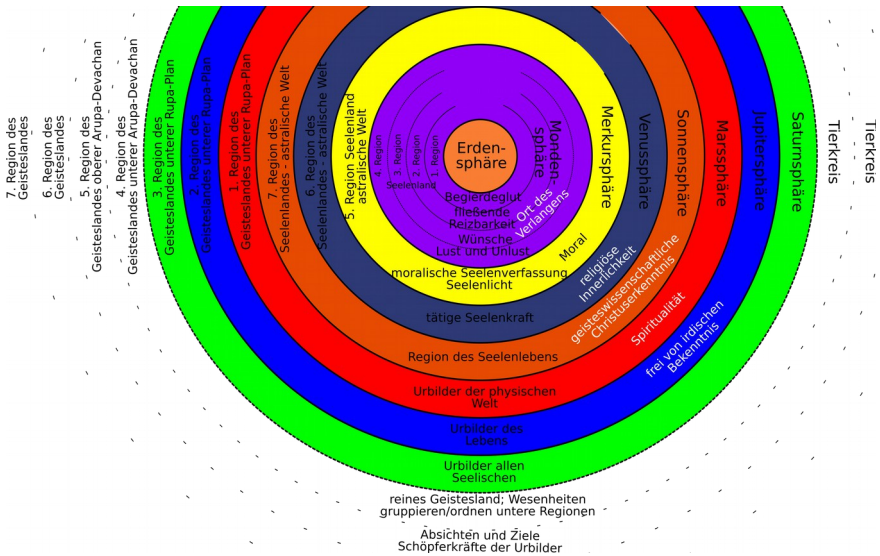 7. Region des
Geisteslandes
6. Region des
Geisteslandes
5. Region des
Geisteslandes oberer Arupa-Devachan
4. Region des
Geisteslandes unterer Arupa-Devachan
3. Region des
Geisteslandes unterer Rupa-Plan
2. Region des
Geisteslandes unterer Rupa-Plan
1. Region des
Geisteslandes unterer Rupa-Plan
7. Region des
Seelenlandes - astralische Welt
6. Region des
Seelenlandes - astralische Welt
5. Region Seelenland
astralische Welt
4. Region
3. Region
2. Region
1. Region
Seelenland
Erden-
sphäre
Monden-
sphäre
Merkursphäre
Venussphäre
Sonnensphäre
Marssphäre
Jupitersphäre
Saturnsphäre
Tierkreis
Tierkreis
Begierdeglut
fließende
Reizbarkeit
Wünsche
Lust und Unlust
Ort des
Verlangens
moralische Seelenverfassung
Seelenlicht
Moral
tätige Seelenkraft
religiöse
Innerlichkeit
Region des Seelenlebens
geisteswissenschaftliche
Christuserkenntnis
Urbilder der physischen
Welt
Spiritualität
Urbilder des
Lebens
frei von irdischen
Bekenntnis
Urbilder allen
Seelischen
reines Geistesland; Wesenheiten
gruppieren/ordnen untere Regionen
Absichten und Ziele
Schöpferkräfte der Urbilder